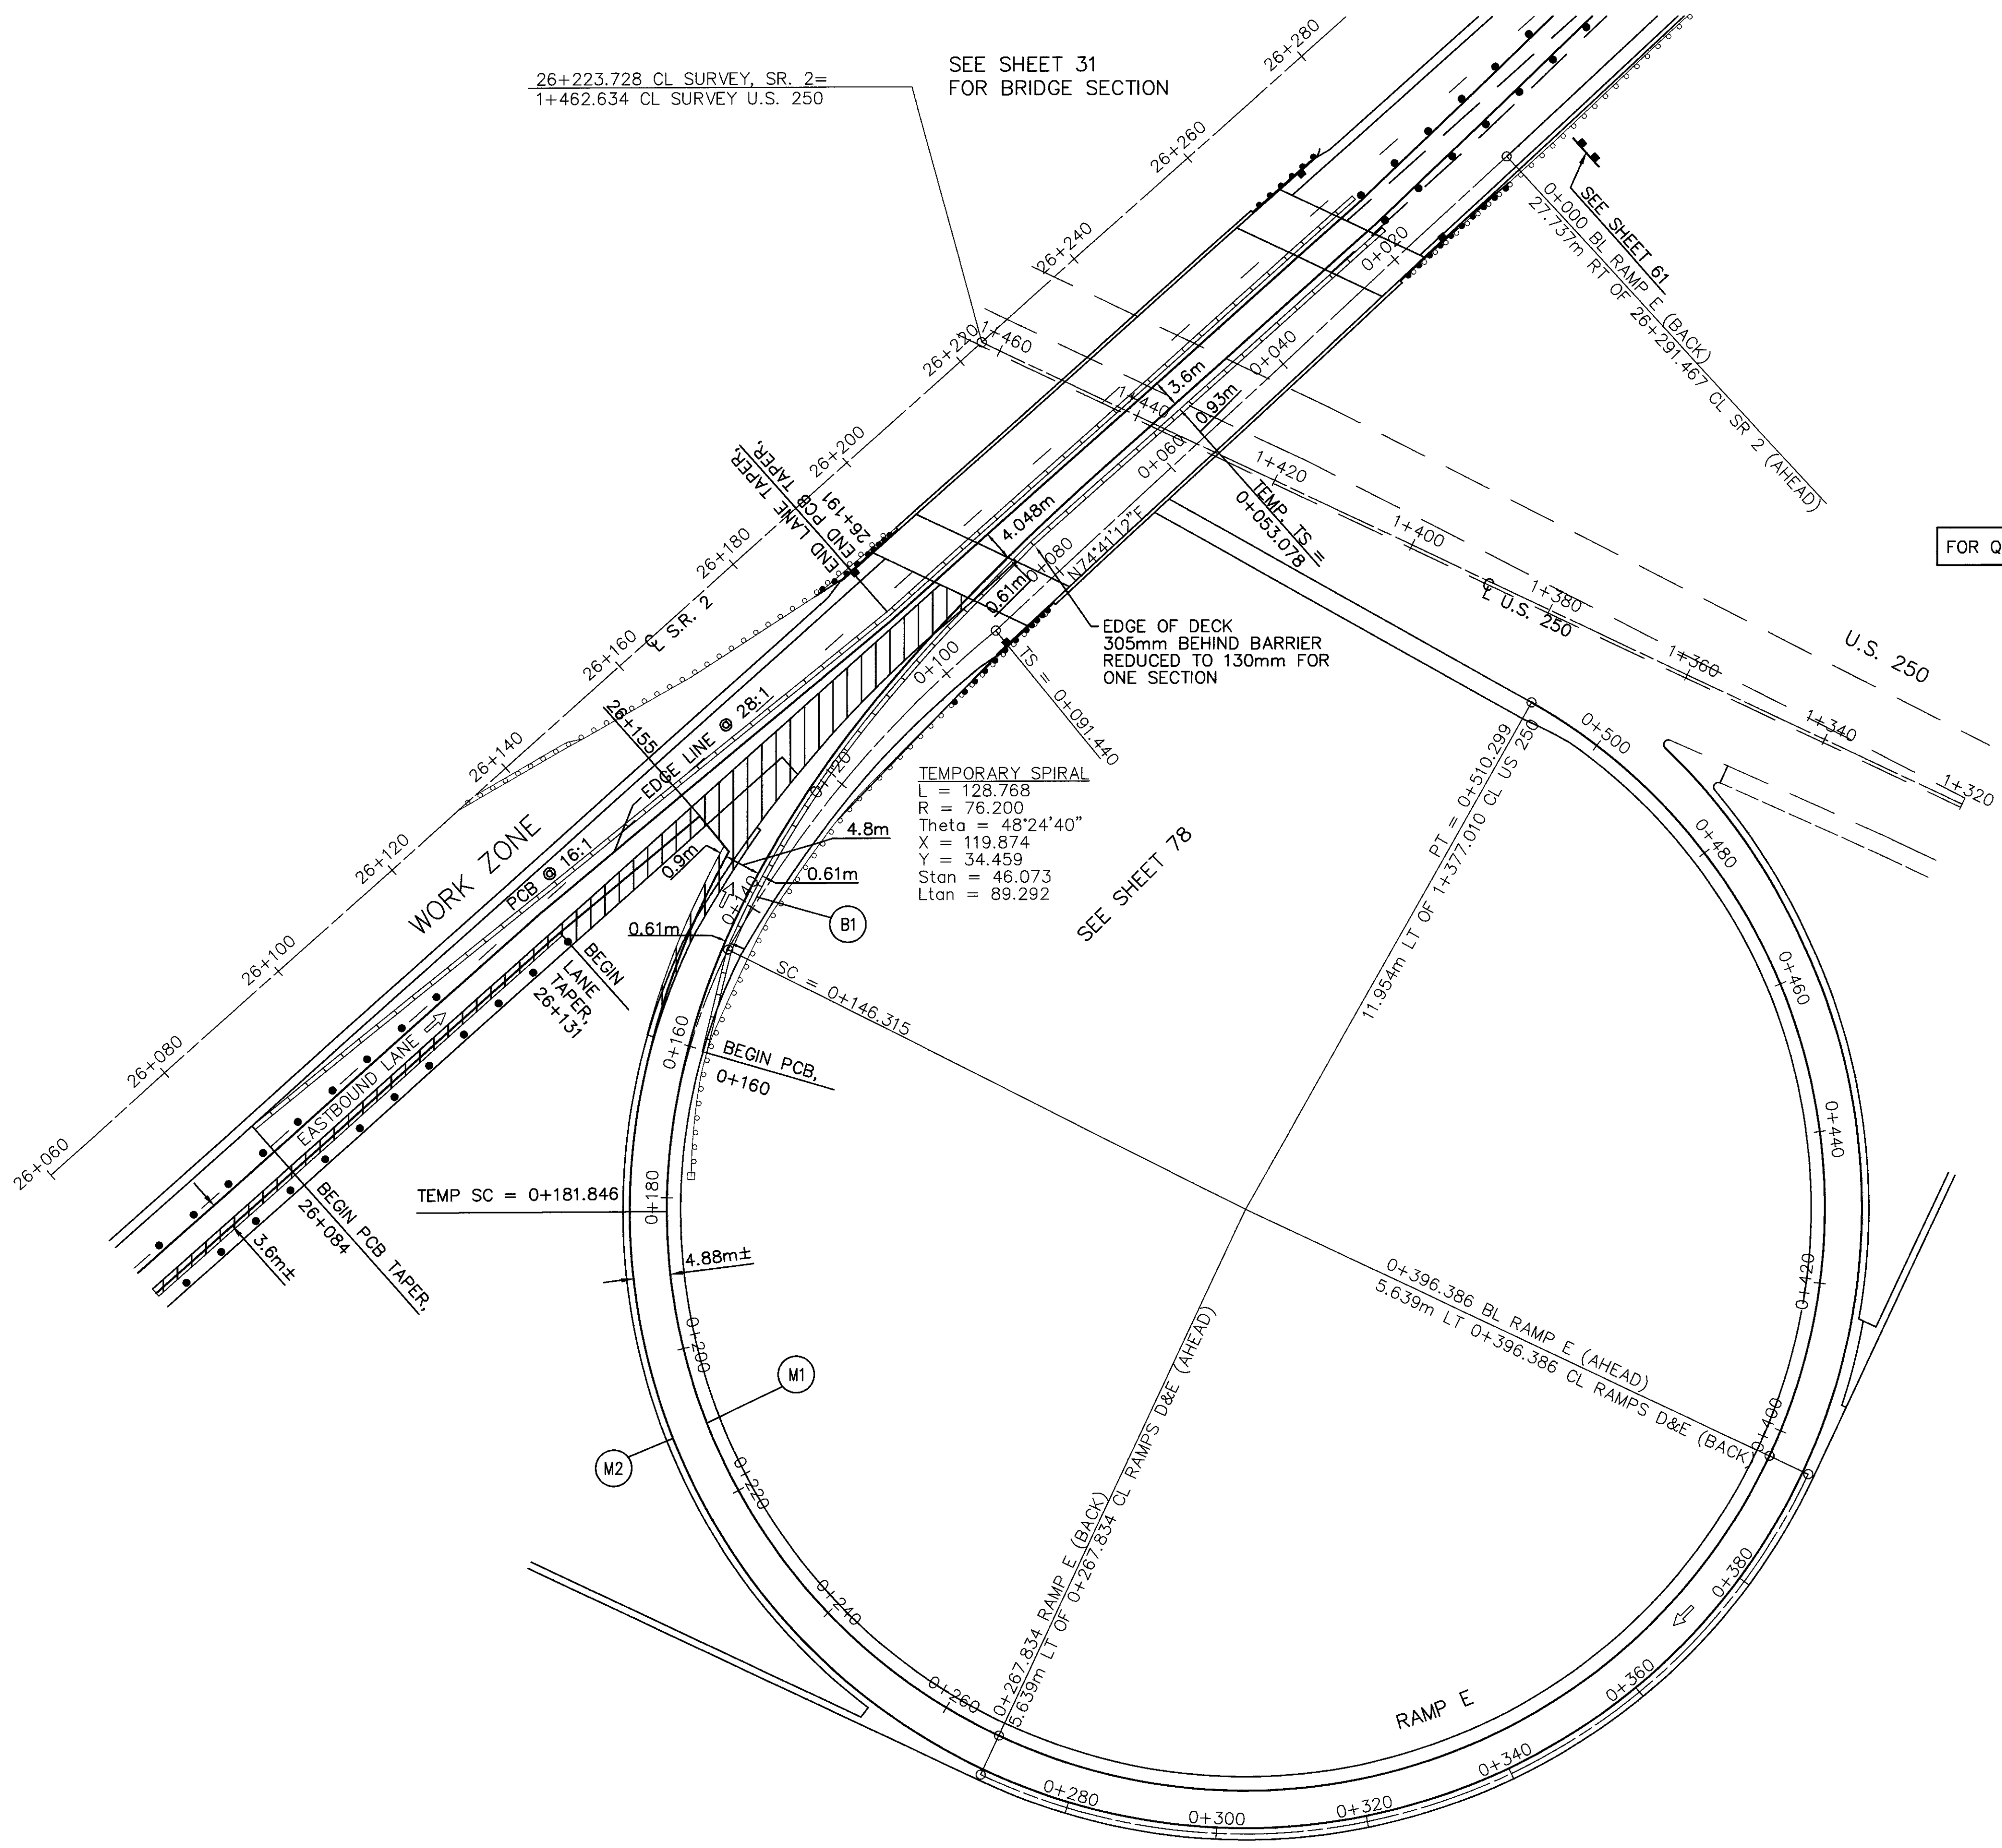 26+223.728 CL SURVEY, SR. 2=
1+462.634 CL SURVEY U.S. 250
SEE SHEET 31
FOR BRIDGE SECTION
26+280
26+260
26+240
26+220
26+200
26+180
26+160
26+140
26+120
26+100
26+080
26+060
℄ S.R. 2
SEE SHEET 61
0+000 BL RAMP E (BACK)
27.737m RT OF 26+291.467 CL SR 2 (AHEAD)
0+020
0+040
0+060
0+080
0+100
0+120
0+140
0+160
0+180
0+200
0+220
0+240
0+260
0+280
0+300
0+320
0+340
0+360
0+380
0+400
0+420
0+440
0+460
0+480
0+500
1+460
1+440
1+420
1+400
1+380
1+360
1+340
1+320
℄ U.S. 250
U.S. 250
FOR Q
3.6m
0.93m
TEMP. TS =
0+053.078
N74°41'12"E
4.048m
0.61m
END LANE TAPER,
END PCB TAPER,
26+191
EDGE OF DECK
305mm BEHIND BARRIER
REDUCED TO 130mm FOR
ONE SECTION
TS = 0+091.440
26+155
EDGE LINE @ 28:1
PCB @ 16:1
WORK ZONE
TEMPORARY SPIRAL
L = 128.768
R = 76.200
Theta = 48°24'40"
X = 119.874
Y = 34.459
Stan = 46.073
Ltan = 89.292
4.8m
0.9m
0.61m
B1
0.61m
SEE SHEET 78
PT = 0+510.299
11.954m LT OF 1+377.010 CL US 250
BEGIN
LANE
TAPER,
26+131
SC = 0+146.315
BEGIN PCB,
0+160
EASTBOUND LANE
BEGIN PCB TAPER,
26+084
3.6m±
TEMP SC = 0+181.846
4.88m±
M1
M2
0+396.386 BL RAMP E (AHEAD)
5.639m LT 0+396.386 CL RAMPS D&E (BACK)
0+267.834 RAMP E (BACK)
5.639m LT OF 0+267.834 CL RAMPS D&E (AHEAD)
RAMP E